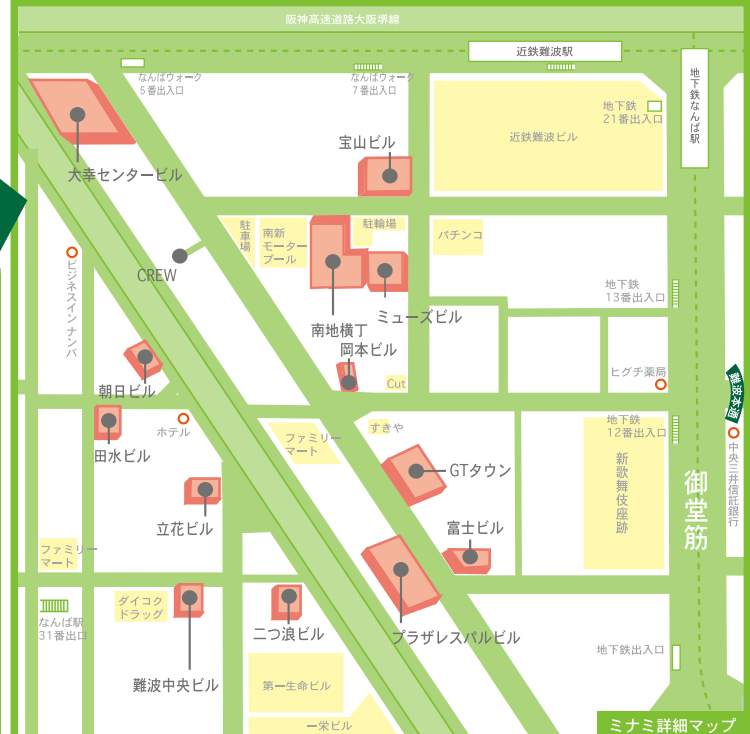 阪神高速道路大阪堺線
近鉄難波駅
なんばウォーク
5番出入口
なんばウォーク
7番出入口
地下鉄なんば駅
地下鉄
21番出入口
近鉄難波ビル
宝山ビル
大幸センタービル
駐車場
南新
モーター
プール
駐輪場
パチンコ
CREW
ビジネスインナンバ
ミューズビル
南地横丁
岡本ビル
地下鉄
13番出入口
朝日ビル
Cut
ヒグチ薬局
難波本通
田水ビル
ホテル
ファミリー
マート
すきや
地下鉄
12番出入口
中央三井信託銀行
GTタウン
新歌舞伎座跡
御堂筋
立花ビル
富士ビル
ファミリー
マート
ダイコク
ドラッグ
なんば駅
31番出口
二つ浪ビル
プラザレスパルビル
地下鉄出入口
難波中央ビル
第一生命ビル
一栄ビル
ミナミ詳細マップ